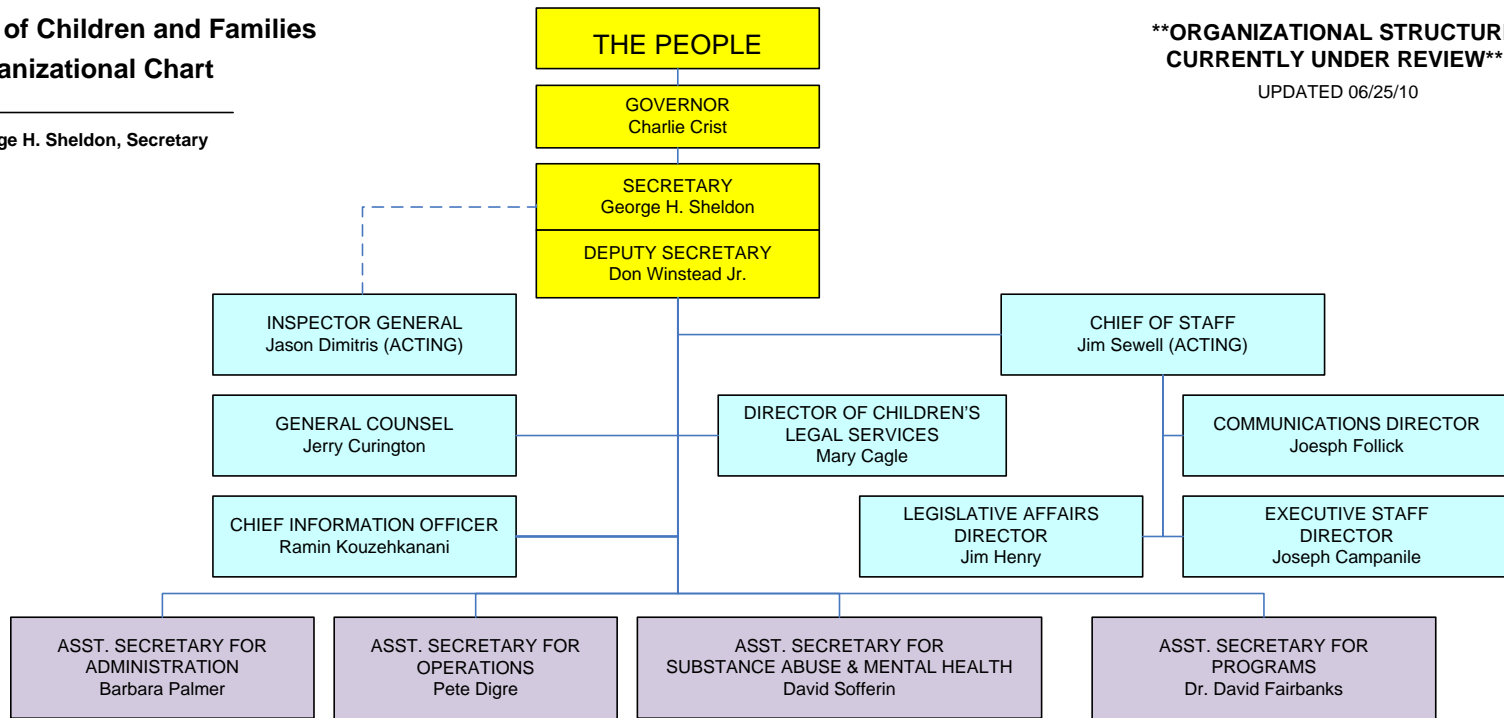 of Children and Families
anizational Chart
ge H. Sheldon, Secretary
**ORGANIZATIONAL STRUCTURE
CURRENTLY UNDER REVIEW**
UPDATED 06/25/10
THE PEOPLE
GOVERNOR
Charlie Crist
SECRETARY
George H. Sheldon
DEPUTY SECRETARY
Don Winstead Jr.
INSPECTOR GENERAL
Jason Dimitris (ACTING)
CHIEF OF STAFF
Jim Sewell (ACTING)
GENERAL COUNSEL
Jerry Curington
DIRECTOR OF CHILDREN'S
LEGAL SERVICES
Mary Cagle
COMMUNICATIONS DIRECTOR
Joesph Follick
CHIEF INFORMATION OFFICER
Ramin Kouzehkanani
LEGISLATIVE AFFAIRS
DIRECTOR
Jim Henry
EXECUTIVE STAFF
DIRECTOR
Joseph Campanile
ASST. SECRETARY FOR
ADMINISTRATION
Barbara Palmer
ASST. SECRETARY FOR
OPERATIONS
Pete Digre
ASST. SECRETARY FOR
SUBSTANCE ABUSE & MENTAL HEALTH
David Sofferin
ASST. SECRETARY FOR
PROGRAMS
Dr. David Fairbanks